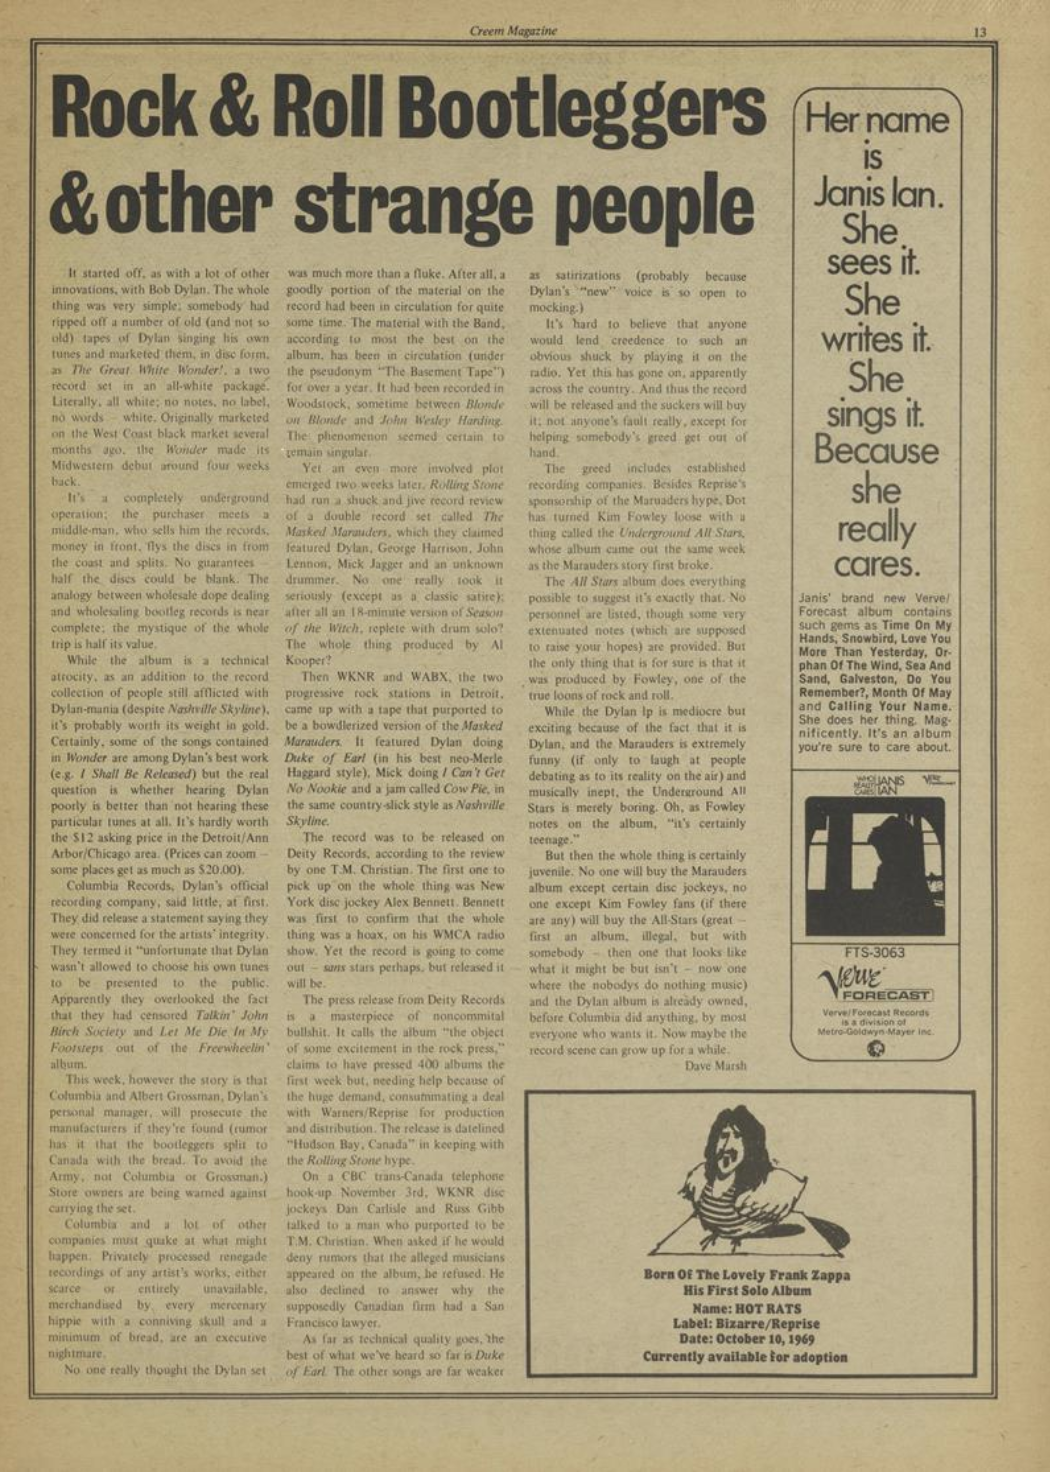 Creem Magazine
13
Rock & Roll Bootleggers
& other strange people
It started off, as with a lot of other
innovations, with Bob Dylan. The whole
thing was very simple; somebody had
ripped off a number of old (and not so
old) tapes of Dylan singing his own
tunes and marketed them, in disc form,
as The Great White Wonder!, a two
record set in an all-white package.
Literally, all white; no notes, no label,
no words — white. Originally marketed
on the West Coast black market several
months ago, the Wonder made its
Midwestern debut around four weeks
back.
It's a completely underground
operation; the purchaser meets a
middle-man, who sells him the records,
money in front, flys the discs in from
the coast and splits. No guarantees —
half the discs could be blank. The
analogy between wholesale dope dealing
and wholesaling bootleg records is near
complete; the mystique of the whole
trip is half its value.
While the album is a technical
atrocity, as an addition to the record
collection of people still afflicted with
Dylan-mania (despite Nashville Skyline),
it's probably worth its weight in gold.
Certainly, some of the songs contained
in Wonder are among Dylan's best work
(e.g. I Shall Be Released) but the real
question is whether hearing Dylan
poorly is better than not hearing these
particular tunes at all. It's hardly worth
the $12 asking price in the Detroit/Ann
Arbor/Chicago area. (Prices can zoom —
some places get as much as $20.00).
Columbia Records, Dylan's official
recording company, said little, at first.
They did release a statement saying they
were concerned for the artists' integrity.
They termed it "unfortunate that Dylan
wasn't allowed to choose his own tunes
to be presented to the public.
Apparently they overlooked the fact
that they had censored Talkin' John
Birch Society and Let Me Die In My
Footsteps out of the Freewheelin'
album.
This week, however the story is that
Columbia and Albert Grossman, Dylan's
personal manager, will prosecute the
manufacturers if they're found (rumor
has it that the bootleggers split to
Canada with the bread. To avoid the
Army, not Columbia or Grossman.)
Store owners are being warned against
carrying the set.
Columbia and a lot of other
companies must quake at what might
happen. Privately processed renegade
recordings of any artist's works, either
scarce or entirely unavailable,
merchandised by every mercenary
hippie with a conniving skull and a
minimum of bread, are an executive
nightmare.
No one really thought the Dylan set
was much more than a fluke. After all, a
goodly portion of the material on the
record had been in circulation for quite
some time. The material with the Band,
according to most the best on the
album, has been in circulation (under
the pseudonym "The Basement Tape")
for over a year. It had been recorded in
Woodstock, sometime between Blonde
on Blonde and John Wesley Harding.
The phenomenon seemed certain to
remain singular.
Yet an even more involved plot
emerged two weeks later. Rolling Stone
had run a shuck and jive record review
of a double record set called The
Masked Marauders, which they claimed
featured Dylan, George Harrison, John
Lennon, Mick Jagger and an unknown
drummer. No one really took it
seriously (except as a classic satire);
after all an 18-minute version of Season
of the Witch, replete with drum solo?
The whole thing produced by Al
Kooper?
Then WKNR and WABX, the two
progressive rock stations in Detroit,
came up with a tape that purported to
be a bowdlerized version of the Masked
Marauders. It featured Dylan doing
Duke of Earl (in his best neo-Merle
Haggard style), Mick doing I Can't Get
No Nookie and a jam called Cow Pie, in
the same country-slick style as Nashville
Skyline.
The record was to be released on
Deity Records, according to the review
by one T.M. Christian. The first one to
pick up on the whole thing was New
York disc jockey Alex Bennett. Bennett
was first to confirm that the whole
thing was a hoax, on his WMCA radio
show. Yet the record is going to come
out — sans stars perhaps, but released it
will be.
The press release from Deity Records
is a masterpiece of noncommital
bullshit. It calls the album "the object
of some excitement in the rock press,"
claims to have pressed 400 albums the
first week but, needing help because of
the huge demand, consummating a deal
with Warners/Reprise for production
and distribution. The release is datelined
"Hudson Bay, Canada" in keeping with
the Rolling Stone hype.
On a CBC trans-Canada telephone
hook-up November 3rd, WKNR disc
jockeys Dan Carlisle and Russ Gibb
talked to a man who purported to be
T.M. Christian. When asked if he would
deny rumors that the alleged musicians
appeared on the album, he refused. He
also declined to answer why the
supposedly Canadian firm had a San
Francisco lawyer.
As far as technical quality goes, the
best of what we've heard so far is Duke
of Earl. The other songs are far weaker
as satirizations (probably because
Dylan's "new" voice is so open to
mocking.)
It's hard to believe that anyone
would lend creedence to such an
obvious shuck by playing it on the
radio. Yet this has gone on, apparently
across the country. And thus the record
will be released and the suckers will buy
it; not anyone's fault really, except for
helping somebody's greed get out of
hand.
The greed includes established
recording companies. Besides Reprise's
sponsorship of the Maruaders hype, Dot
has turned Kim Fowley loose with a
thing called the Underground All Stars,
whose album came out the same week
as the Marauders story first broke.
The All Stars album does everything
possible to suggest it's exactly that. No
personnel are listed, though some very
extenuated notes (which are supposed
to raise your hopes) are provided. But
the only thing that is for sure is that it
was produced by Fowley, one of the
true loons of rock and roll.
While the Dylan lp is mediocre but
exciting because of the fact that it is
Dylan, and the Marauders is extremely
funny (if only to laugh at people
debating as to its reality on the air) and
musically inept, the Underground All
Stars is merely boring. Oh, as Fowley
notes on the album, "it's certainly
teenage."
But then the whole thing is certainly
juvenile. No one will buy the Marauders
album except certain disc jockeys, no
one except Kim Fowley fans (if there
are any) will buy the All-Stars (great —
first an album, illegal, but with
somebody — then one that looks like
what it might be but isn't — now one
where the nobodys do nothing music)
and the Dylan album is already owned,
before Columbia did anything, by most
everyone who wants it. Now maybe the
record scene can grow up for a while.
Dave Marsh
Her name
is
Janis Ian.
She
sees it.
She
writes it.
She
sings it.
Because
she
really
cares.
Janis' brand new Verve/
Forecast album contains
such gems as Time On My
Hands, Snowbird, Love You
More Than Yesterday, Or-
phan Of The Wind, Sea And
Sand, Galveston, Do You
Remember?, Month Of May
and Calling Your Name.
She does her thing. Mag-
nificently. It's an album
you're sure to care about.
WHO REALLY CARES
JANIS IAN
VERVE
FTS-3063
Verve
FORECAST
Verve/Forecast Records
is a division of
Metro-Goldwyn-Mayer Inc.
Born Of The Lovely Frank Zappa
His First Solo Album
Name: HOT RATS
Label: Bizarre/Reprise
Date: October 10, 1969
Currently available for adoption